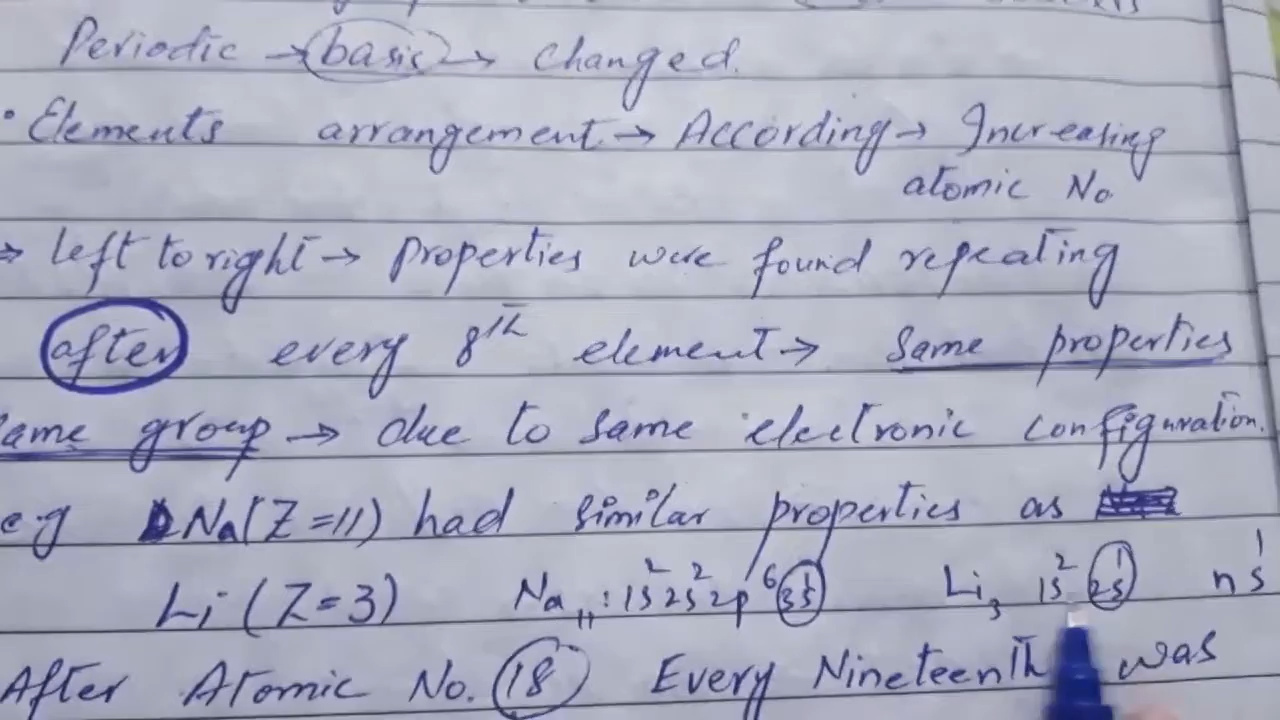 Periodic → basic → changed.
• Elements arrangement → According → Increasing
atomic No
→ left to right → properties were found repeating
after every 8th element → same properties
same group → due to same electronic configuration.
e.g Na(Z=11) had similar properties as
Li (Z=3) Na₁₁: 1s² 2s² 2p⁶ 3s¹ Li₃ 1s² 2s¹ ns¹
After Atomic No. 18 Every Nineteenth was